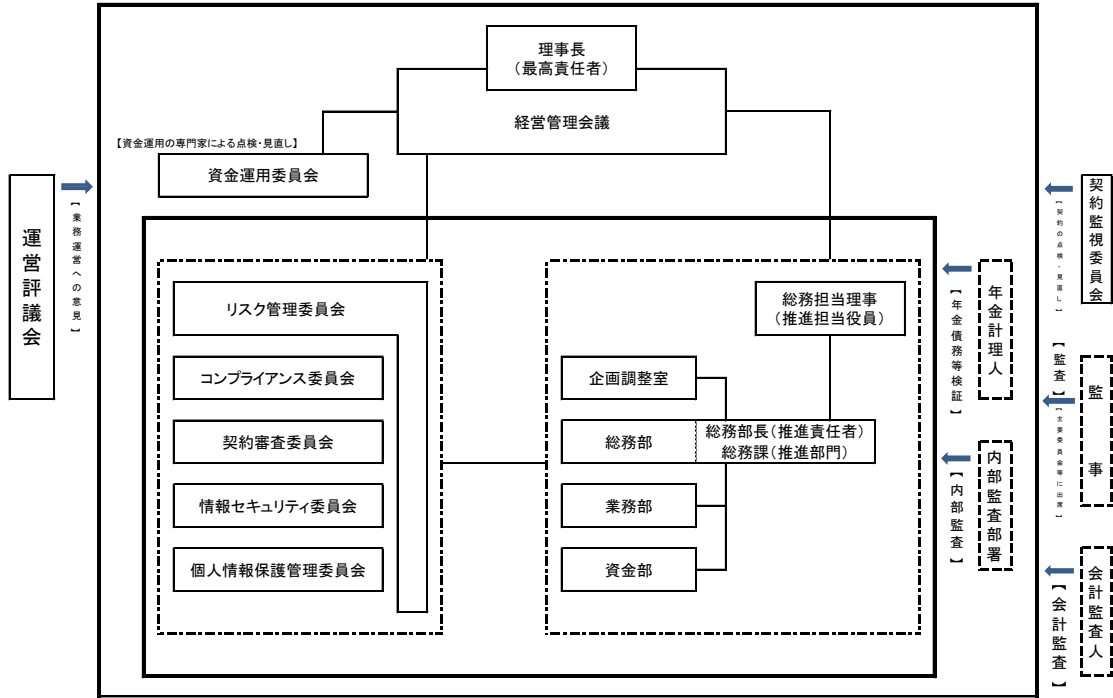 理事長
（最高責任者）
経営管理会議
【資金運用の専門家による点検・見直し】
資金運用委員会
運営評議会
【業務運営への意見】
リスク管理委員会
コンプライアンス委員会
契約審査委員会
情報セキュリティ委員会
個人情報保護管理委員会
総務担当理事
（推進担当役員）
企画調整室
総務部
総務部長（推進責任者）
総務課（推進部門）
業務部
資金部
年金計理人
【年金債務等検証】
内部監査部署
【内部監査】
契約監視委員会
【契約の点検・見直し】
監事
【監査】
【主要委員会等に出席】
会計監査人
【会計監査】